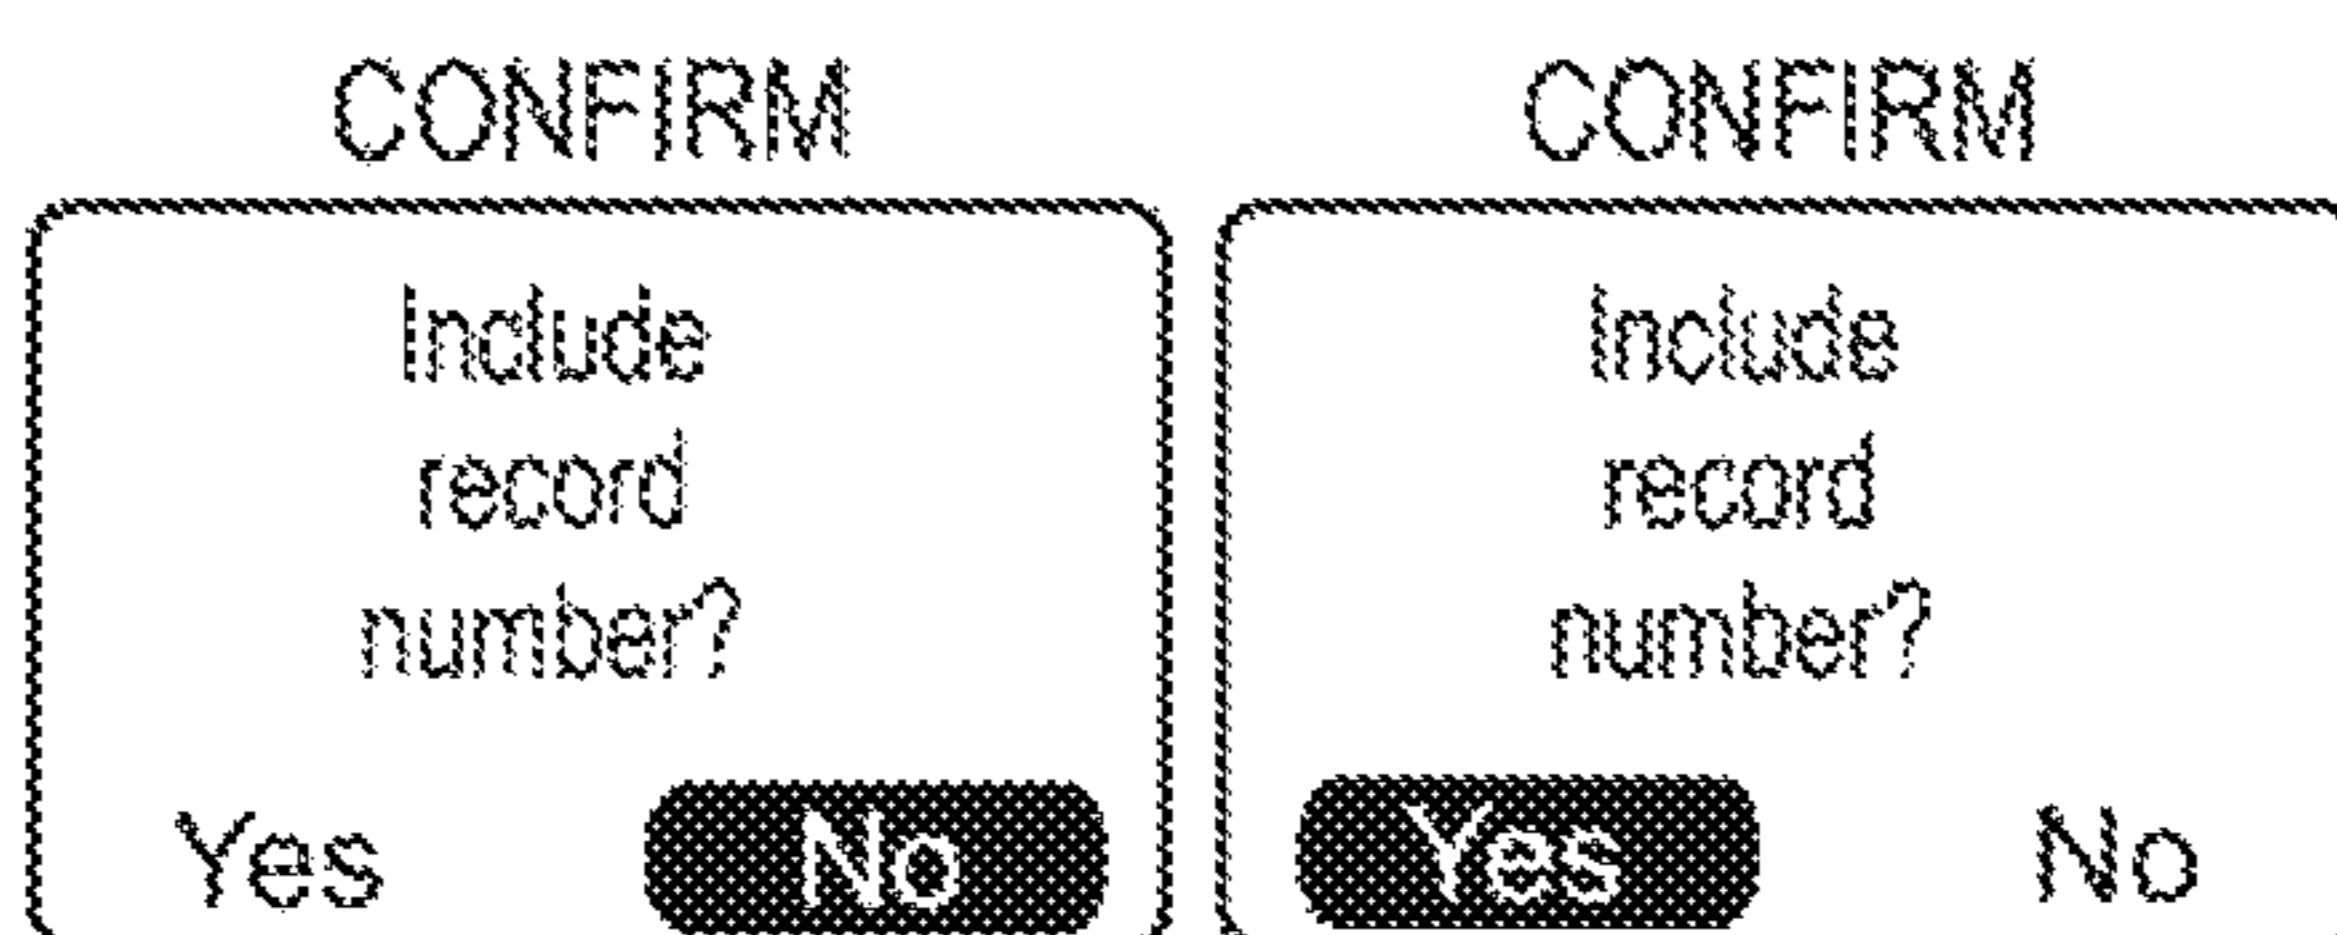 CONFIRM
Include
record
number?
Yes No
CONFIRM
Include
record
number?
Yes No